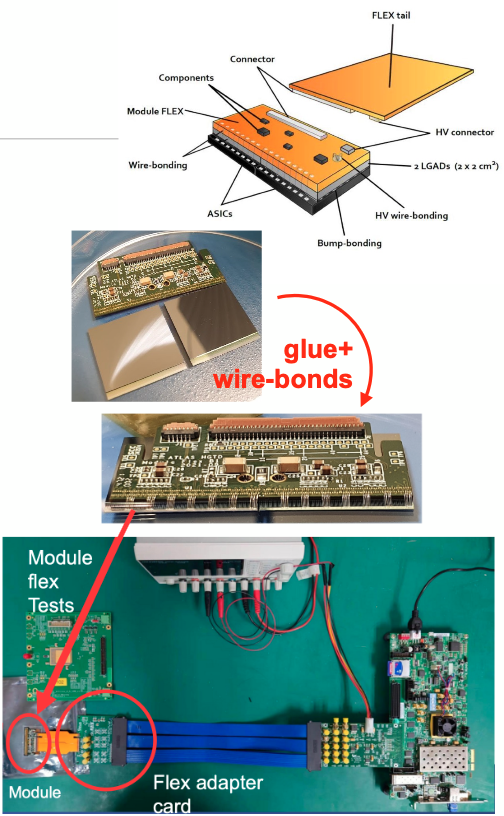 FLEX tail
Connector
Components
Module FLEX
HV connector
Wire-bonding
2 LGADs (2 x 2 cm²)
ASICs
HV wire-bonding
Bump-bonding
glue+
wire-bonds
ATLAS HGTD
Module
flex
Tests
Module
Flex adapter
card